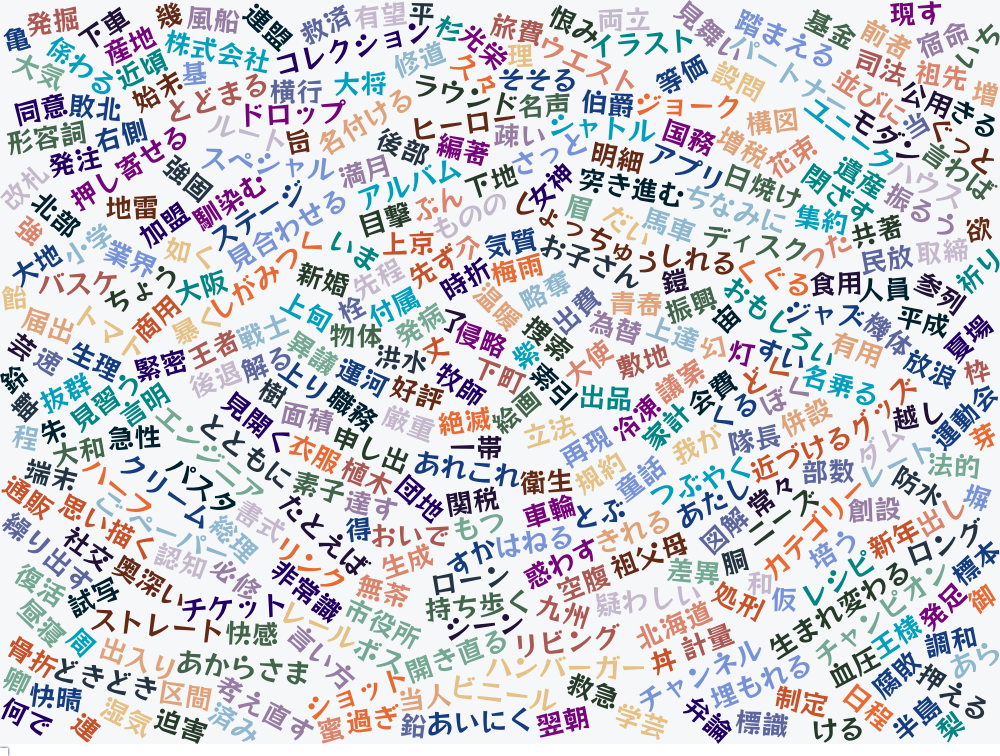 亀
発掘
下車
幾
風船
連盟
救済
有望
平
杉
光栄
旅費
恨み
両立
見舞い
踏まえる
基金
前者
現す
宿命
大気
係わる
産地
近頃
株式会社
基
コレクション
修道
理
ウエスト
イラスト
等価
設問
パート
ナニ
並びに
司法
祖先
増
同意
敗北
始末
とどまる
横行
大将
ドロップ
名付ける
ラウンド
そそる
名声
伯爵
ジョーク
構図
ユニーク
モダン
当
公用
きる
ぐっと
形容詞
右側
発注
押し寄せる
ルート
旨
ヒーロー
疎い
シャトル
国務
増税
花束
言わば
改札
北部
地雷
強固
スペシャル
満月
後部
編著
さっと
明細
アプリ
日焼け
閉ざす
遺産
ハウス
振るう
欲
強
大地
小学
業界
加盟
馴染む
ステージ
見合わせる
アルバム
目撃
ぶん
ものの
下地
女神
突き進む
眉
だい
馬車
ちなみに
ディスク
集約
共著
つた
民放
取締
バスケ
如く
ちょう
大阪
しがみつく
いま
新婚
上京
先ず
介
先程
時折
気質
梅雨
お子さん
しょっちゅう
しれる
鎧
くぐる
食用
人員
参列
祈り
飴
届出
トマト
商用
暴く
上旬
栓
付属
温暖
略奪
出費
青春
振興
曲
おもしろい
ジャズ
機体
平成
夏場
芸
速
生理
緊密
王者
戦士
早議
物体
発病
了
侵略
捜索
為替
上達
幻
灯
すい
有用
放浪
枠
鈴
抜群
見習う
言明
後退
解る
上り
運河
洪水
丈
好評
牧師
下町
紫
索引
大使
敷地
出品
議案
冷凍
家計
会費
どくしくる
ぼく
名乗る
程
朱
大和
急性
エンジニア
見開く
樹
面積
職務
厳重
絶滅
絵画
立法
再現
我が
隊長
併設
近づける
グッズ
越し
運動会
芽
端末
ハーフ
クリーム
パスタ
とともに
衣服
申し出
植木
一帯
あれこれ
衛生
規約
童話
つぶやく
あたし
部数
ダム
レート
防水
法的
堀
通販
思い描く
ペーパー
総理
書式
素子
達す
たとえば
団地
関税
車輪
とぶ
常々
ニーズ
図解
カテゴリー
創設
新年
出し
繰り出す
社交
奥深い
認知
必修
リンク
得
おいで
もつ
すか
はねる
される
惑わす
祖父母
差異
胴
培う
レシピ
ロング
標本
復活
試写
チケット
非常識
無茶
生成
ローン
空腹
疑わしい
処刑
和
仮
生まれ変わる
チャンピオン
発足
御
感寝
周
ストレート
快感
レール
市役所
持ち歩く
シーン
九州
リビング
北海道
計量
王様
調和
骨折
どきどき
出入り
あからさま
言い方
ボス
開き直る
ハンバーガー
丼
チャンネル
埋もれる
血圧
腐敗
押える
あら
卿
快晴
区間
考え直す
ショット
当人
ビニール
救急
弁論
制定
日程
半島
梨
何で
連
湿気
迫害
済み
蜜
過ぎ
鉛
あいにく
翌朝
学芸
標識
ける